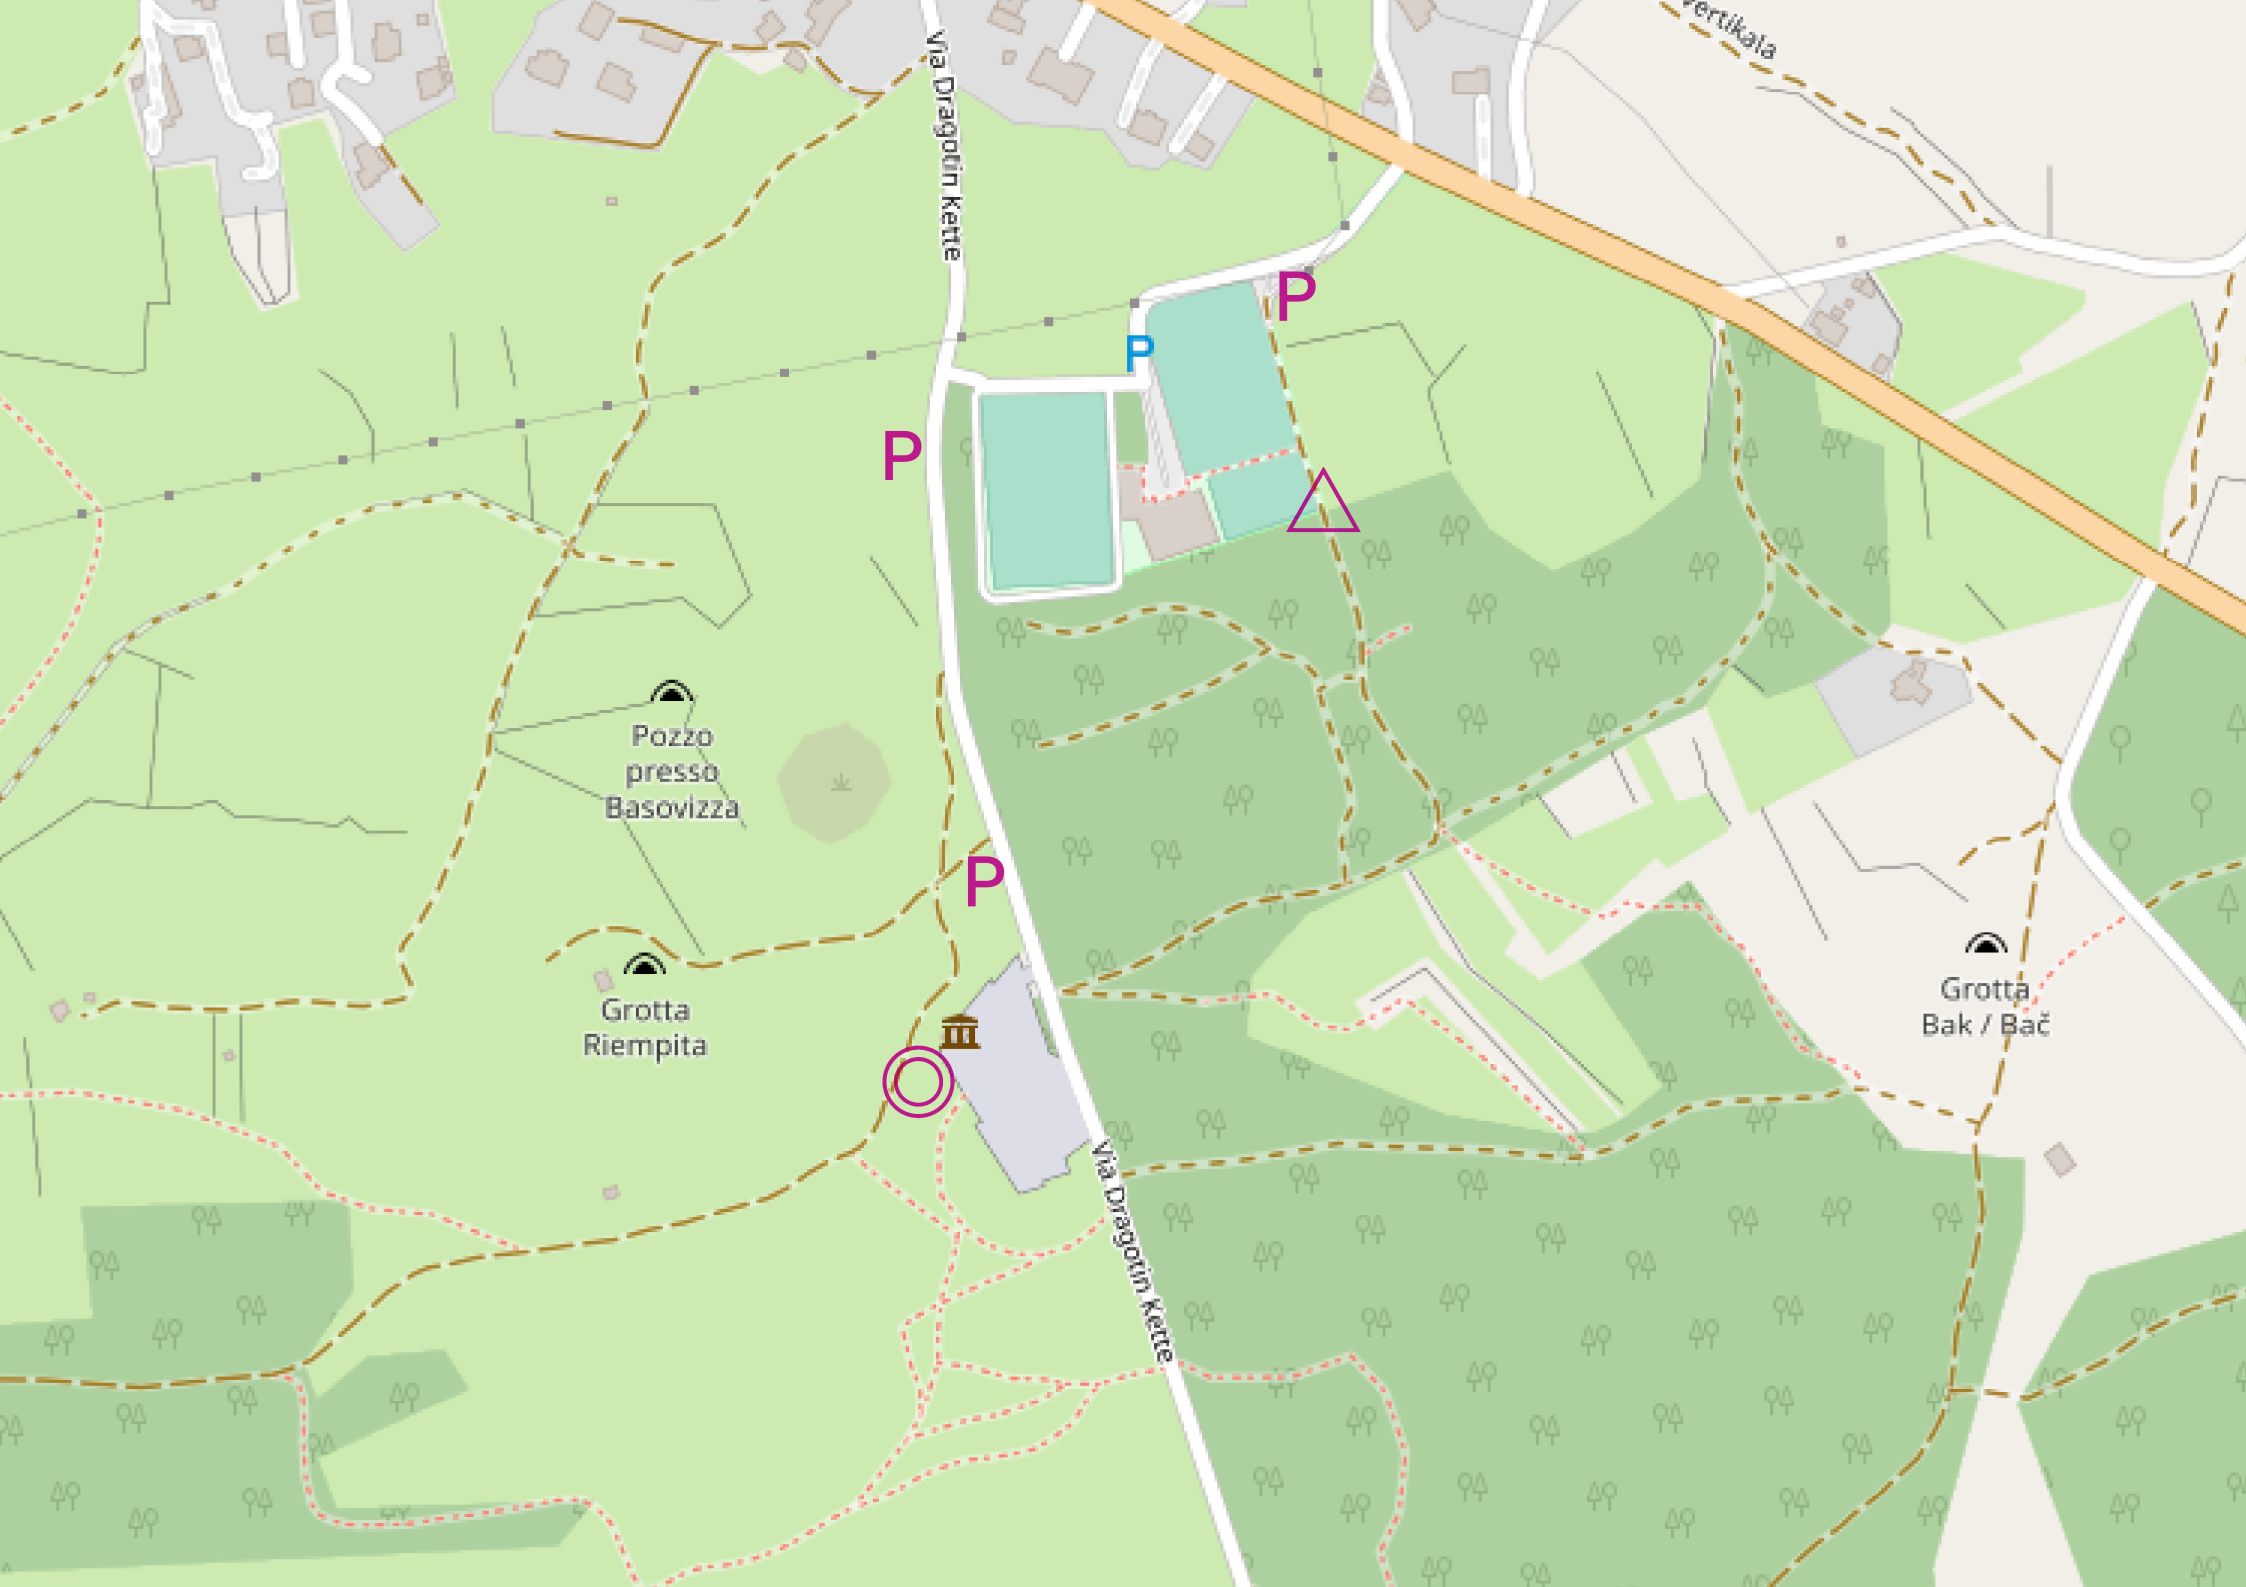 Vertikala
Via Dragotin Kette
P
P
P
Pozzo
presso
Basovizza
P
Grotta
Riempita
Grotta
Bak / Bač
Via Dragotin Kette